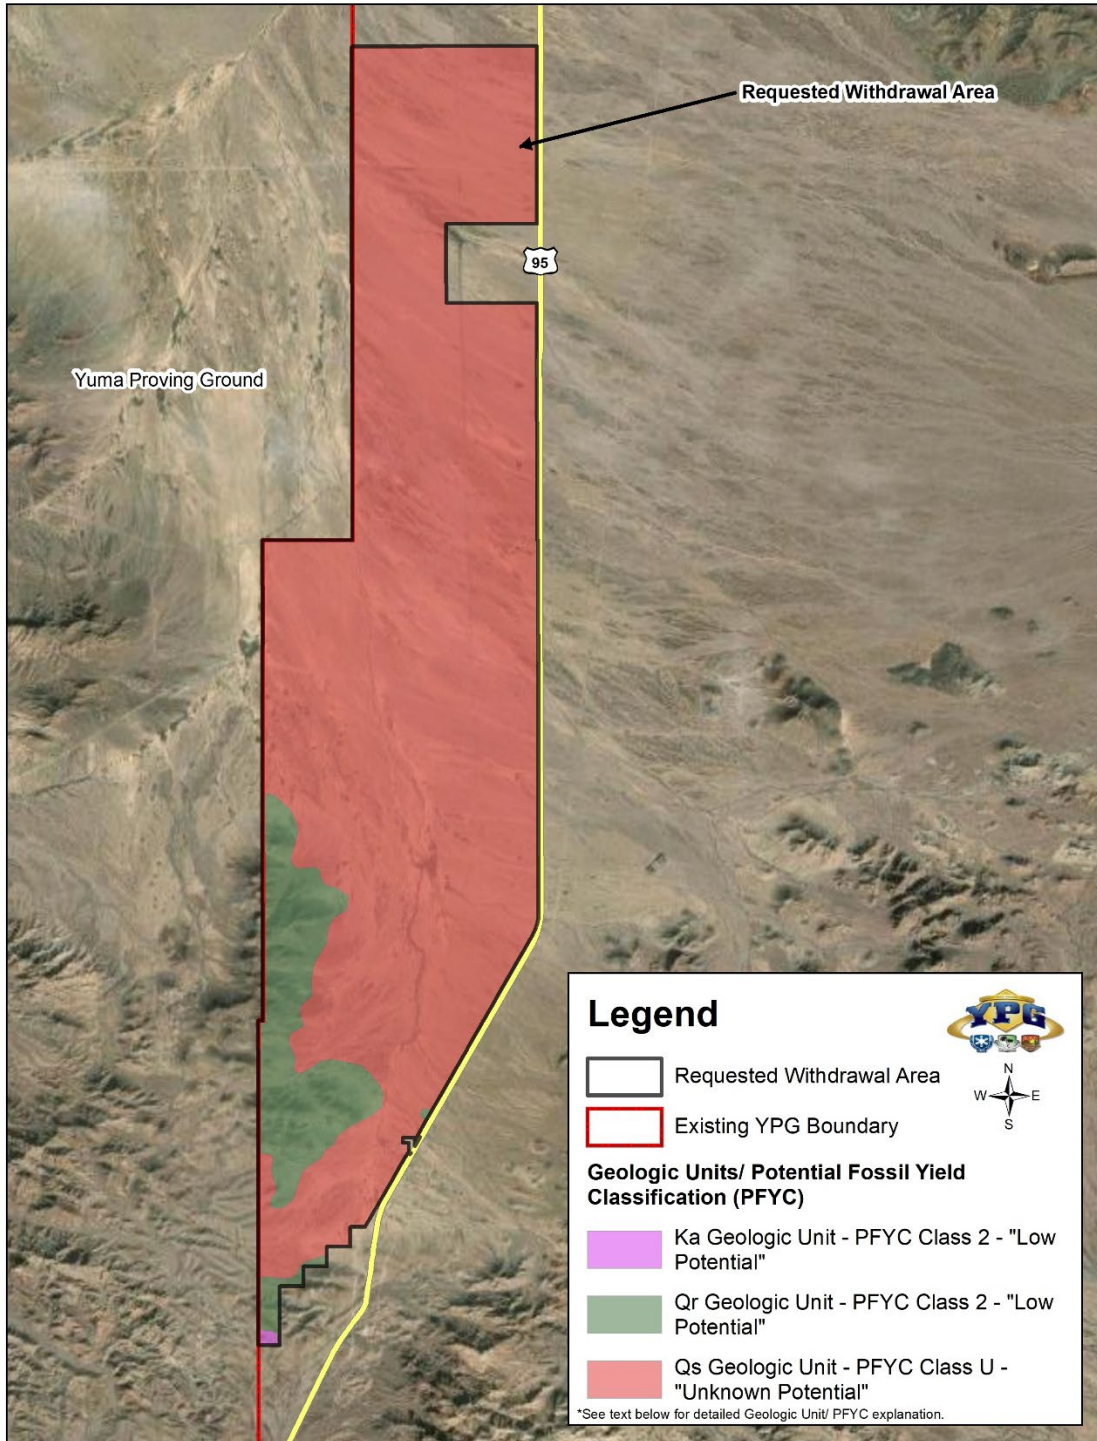 Requested Withdrawal Area
95
Yuma Proving Ground
Legend
YPG
N
W E
S
Requested Withdrawal Area
Existing YPG Boundary
Geologic Units/ Potential Fossil Yield
Classification (PFYC)
Ka Geologic Unit - PFYC Class 2 - "Low
Potential"
Qr Geologic Unit - PFYC Class 2 - "Low
Potential"
Qs Geologic Unit - PFYC Class U -
"Unknown Potential"
*See text below for detailed Geologic Unit/ PFYC explanation.